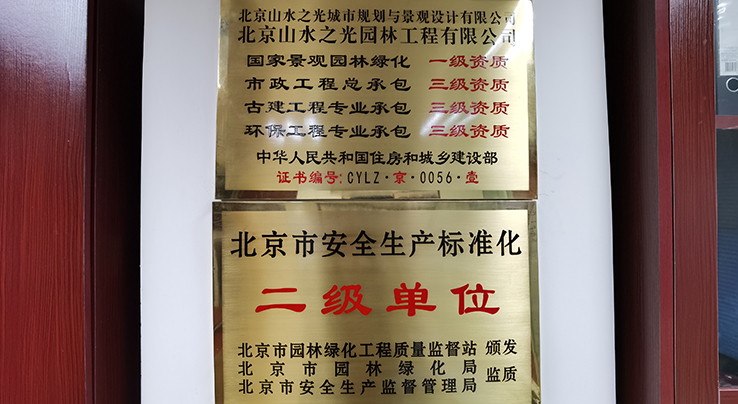 北京山水之光城市规划与景观设计有限公司
北京山水之光园林工程有限公司
国家景观园林绿化 一级资质
市政工程总承包 三级资质
古建工程专业承包 三级资质
环保工程专业承包 三级资质
中华人民共和国住房和城乡建设部
证书编号:CYLZ·京·0056·壹
北京市安全生产标准化
二级单位
北京市园林绿化工程质量监督站 颁发
北京市园林绿化局
北京市安全生产监督管理局 监质